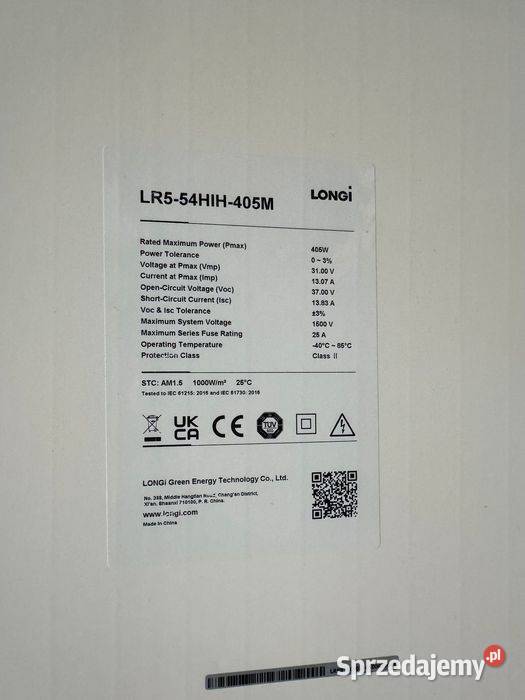 LR5-54HIH-405M
LONGi
Rated Maximum Power (Pmax) 405W
Power Tolerance 0 ~ 3%
Voltage at Pmax (Vmp) 31.00 V
Current at Pmax (Imp) 13.07 A
Open-Circuit Voltage (Voc) 37.00 V
Short-Circuit Current (Isc) 13.83 A
Voc & Isc Tolerance ±3%
Maximum System Voltage 1500 V
Maximum Series Fuse Rating 25 A
Operating Temperature -40°C ~ 85°C
Protection Class Class II
STC: AM1.5 1000W/m² 25°C
Tested to IEC 61215: 2016 and IEC 61730: 2016
UK CA CE TÜV
LONGi Green Energy Technology Co., Ltd.
No. 388, Middle Hangtian Road, Chang'an District,
Xi'an, Shaanxi 710100, P. R. China.
www.longi.com
Made in China
Sprzedajemy.pl